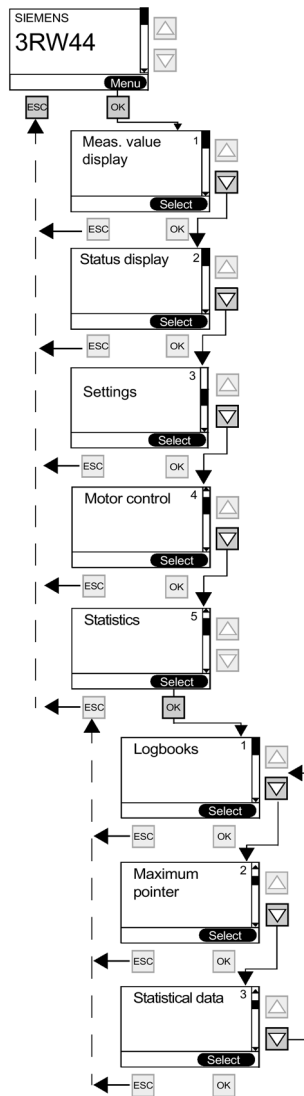 SIEMENS
3RW44
Menu
ESC
OK
Meas. value 1
display
Select
ESC
OK
Status display 2
Select
ESC
OK
3
Settings
Select
ESC
OK
Motor control 4
Select
ESC
OK
Statistics 5
Select
ESC
OK
Logbooks 1
Select
ESC
OK
Maximum 2
pointer
Select
ESC
OK
Statistical data 3
Select
ESC
OK